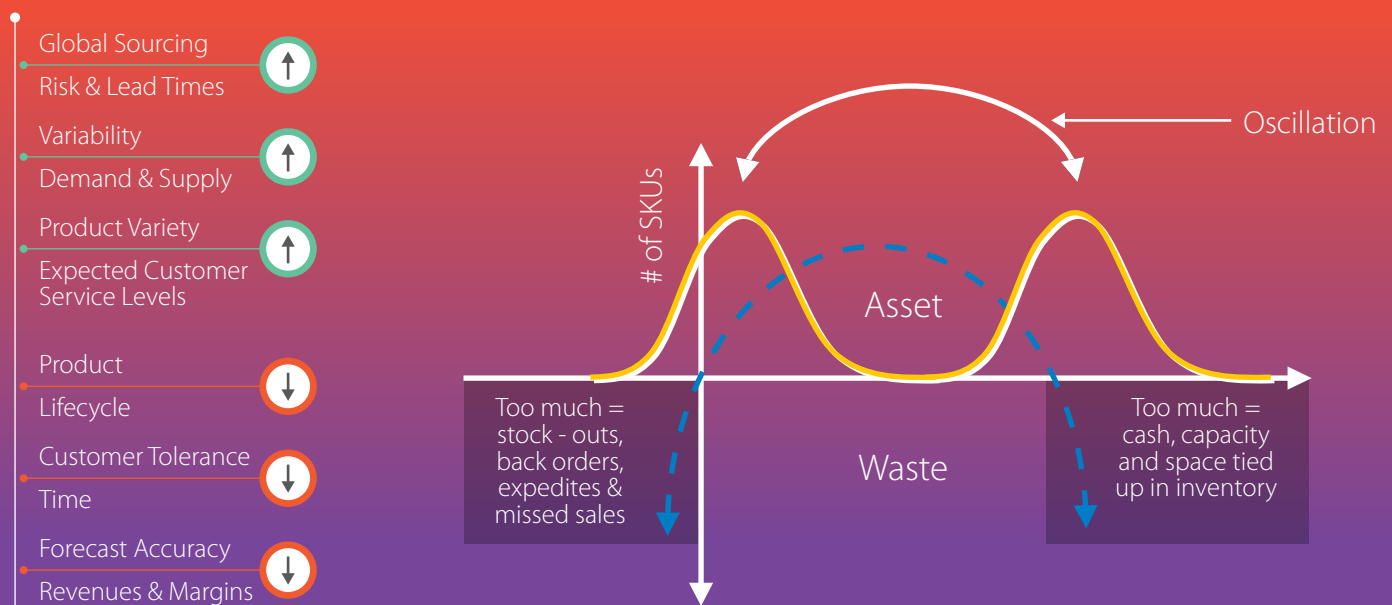 Global Sourcing
Risk & Lead Times
Variability
Demand & Supply
Product Variety
Expected Customer
Service Levels
Product
Lifecycle
Customer Tolerance
Time
Forecast Accuracy
Revenues & Margins
Oscillation
# of SKUs
Asset
Too much =
stock - outs,
back orders,
expedites &
missed sales
Waste
Too much =
cash, capacity
and space tied
up in inventory